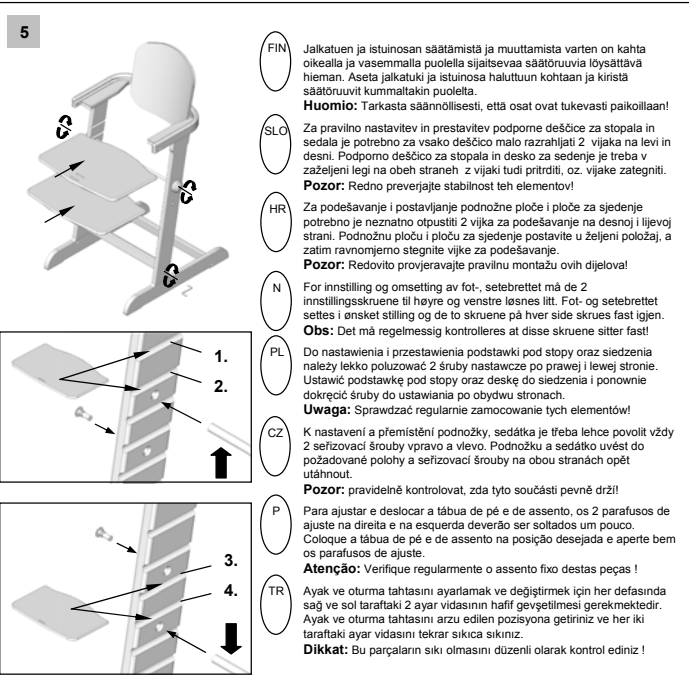 5
FIN
Jalkatuen ja istuinosan säätämistä ja muuttamista varten on kahta
oikealla ja vasemmalla puolella sijaitsevaa säätöruuvia löysättävä
hieman. Aseta jalkatuki ja istuinosa haluttuun kohtaan ja kiristä
säätöruuvit kummaltakin puolelta.
Huomio: Tarkasta säännöllisesti, että osat ovat tukevasti paikoillaan!
SLO
Za pravilno nastavitev in prestavitev podporne deščice za stopala in
sedala je potrebno za vsako deščico malo razrahljati 2 vijaka na levi in
desni. Podporno deščico za stopala in desko za sedenje je treba v
zaželjeni legi na obeh straneh z vijaki tudi pritrditi, oz. vijake zategniti.
Pozor: Redno preverjajte stabilnost teh elementov!
HR
Za podešavanje i postavljanje podnožne ploče i ploče za sjedenje
potrebno je neznatno otpustiti 2 vijka za podešavanje na desnoj i lijevoj
strani. Podnožnu ploču i ploču za sjedenje postavite u željeni položaj, a
zatim ravnomjerno stegnite vijke za podešavanje.
Pozor: Redovito provjeravajte pravilnu montažu ovih dijelova!
N
For innstilling og omsetting av fot-, setebrettet må de 2
innstillingsskruene til høyre og venstre løsnes litt. Fot- og setebrettet
settes i ønsket stilling og de to skruene på hver side skrues fast igjen.
Obs: Det må regelmessig kontrolleres at disse skruene sitter fast!
PL
Do nastawienia i przestawienia podstawki pod stopy oraz siedzenia
należy lekko poluzować 2 śruby nastawcze po prawej i lewej stronie.
Ustawić podstawkę pod stopy oraz deskę do siedzenia i ponownie
dokręcić śruby do ustawiania po obydwu stronach.
Uwaga: Sprawdzać regularnie zamocowanie tych elementów!
CZ
K nastavení a přemístění podnožky, sedátka je třeba lehce povolit vždy
2 seřizovací šrouby vpravo a vlevo. Podnožku a sedátko uvést do
požadované polohy a seřizovací šrouby na obou stranách opět
utáhnout.
Pozor: pravidelně kontrolovat, zda tyto součásti pevně drží!
P
Para ajustar e deslocar a tábua de pé e de assento, os 2 parafusos de
ajuste na direita e na esquerda deverão ser soltados um pouco.
Coloque a tábua de pé e de assento na posição desejada e aperte bem
os parafusos de ajuste.
Atenção: Verifique regularmente o assento fixo destas peças !
TR
Ayak ve oturma tahtasını ayarlamak ve değiştirmek için her defasında
sağ ve sol taraftaki 2 ayar vidasının hafif gevşetilmesi gerekmektedir.
Ayak ve oturma tahtasını arzu edilen pozisyona getiriniz ve her iki
taraftaki ayar vidasını tekrar sıkıca sıkınız.
Dikkat: Bu parçaların sıkı olmasını düzenli olarak kontrol ediniz !
1.
2.
3.
4.